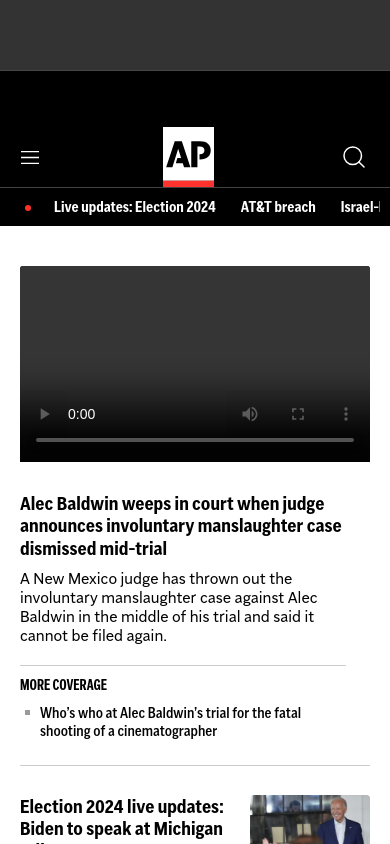 AP
Live updates: Election 2024 AT&T breach Israel-
0:00
Alec Baldwin weeps in court when judge
announces involuntary manslaughter case
dismissed mid-trial
A New Mexico judge has thrown out the
involuntary manslaughter case against Alec
Baldwin in the middle of his trial and said it
cannot be filed again.
MORE COVERAGE
Who’s who at Alec Baldwin’s trial for the fatal
shooting of a cinematographer
Election 2024 live updates:
Biden to speak at Michigan